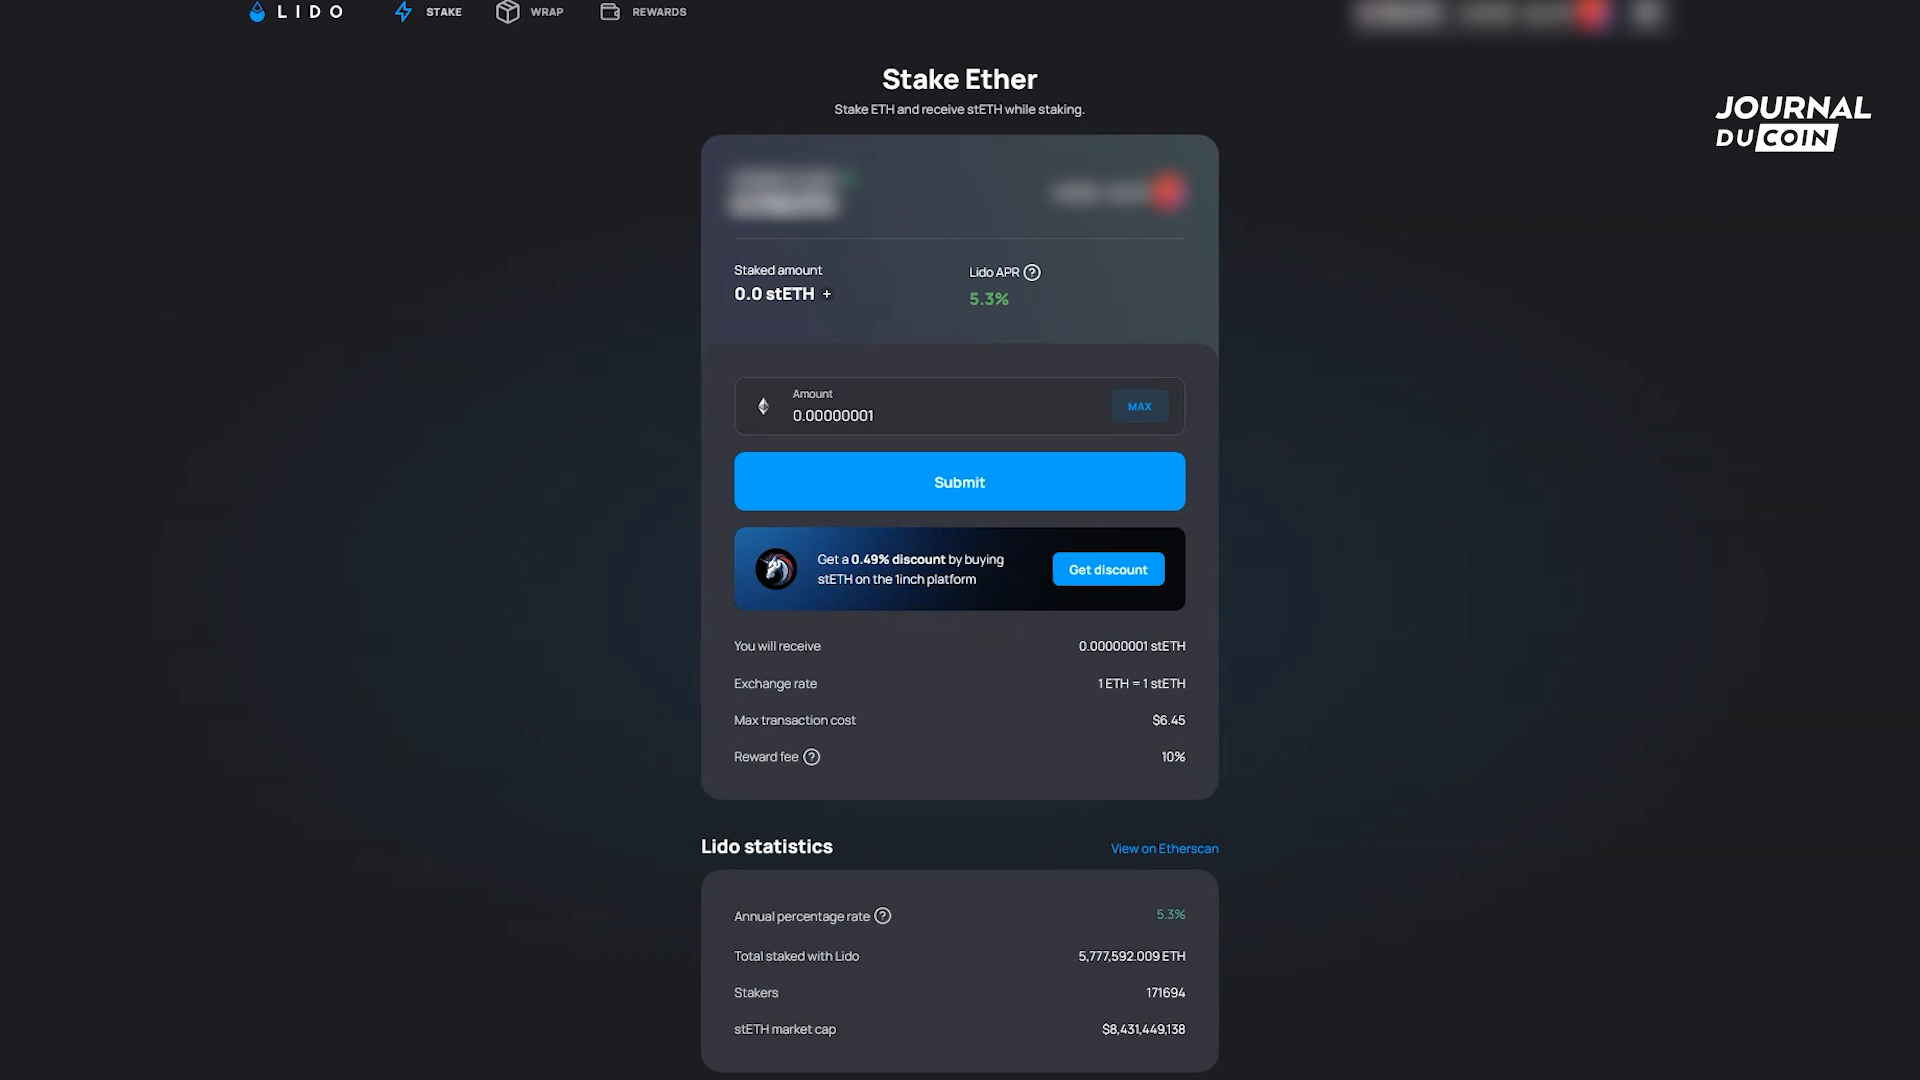 LIDO
STAKE
WRAP
REWARDS
Stake Ether
Stake ETH and receive stETH while staking.
JOURNAL
DU COIN
Staked amount
0.0 stETH +
Lido APR ?
5.3%
Amount
0.00000001
MAX
Submit
Get a 0.49% discount by buying
stETH on the 1inch platform
Get discount
You will receive 0.00000001 stETH
Exchange rate 1 ETH = 1 stETH
Max transaction cost $6.45
Reward fee ? 10%
Lido statistics
View on Etherscan
Annual percentage rate ? 5.3%
Total staked with Lido 5,777,592.009 ETH
Stakers 171694
stETH market cap $8,431,449,138